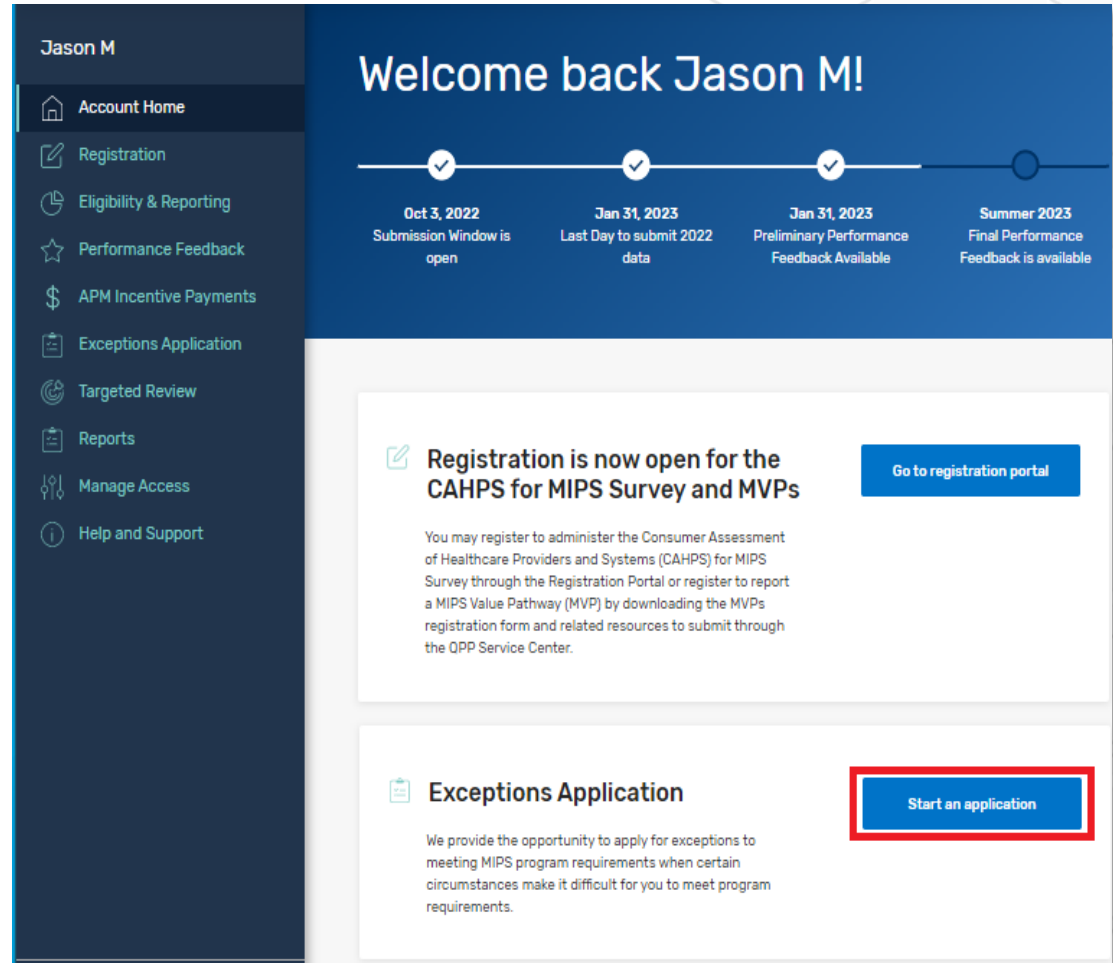 Jason M
Account Home
Registration
Eligibility & Reporting
Performance Feedback
APM Incentive Payments
Exceptions Application
Targeted Review
Reports
Manage Access
Help and Support
Welcome back Jason M!
Oct 3, 2022
Submission Window is
open
Jan 31, 2023
Last Day to submit 2022
data
Jan 31, 2023
Preliminary Performance
Feedback Available
Summer 2023
Final Performance
Feedback is available
Registration is now open for the
CAHPS for MIPS Survey and MVPs
Go to registration portal
You may register to administer the Consumer Assessment
of Healthcare Providers and Systems (CAHPS) for MIPS
Survey through the Registration Portal or register to report
a MIPS Value Pathway (MVP) by downloading the MVPs
registration form and related resources to submit through
the QPP Service Center.
Exceptions Application
Start an application
We provide the opportunity to apply for exceptions to
meeting MIPS program requirements when certain
circumstances make it difficult for you to meet program
requirements.